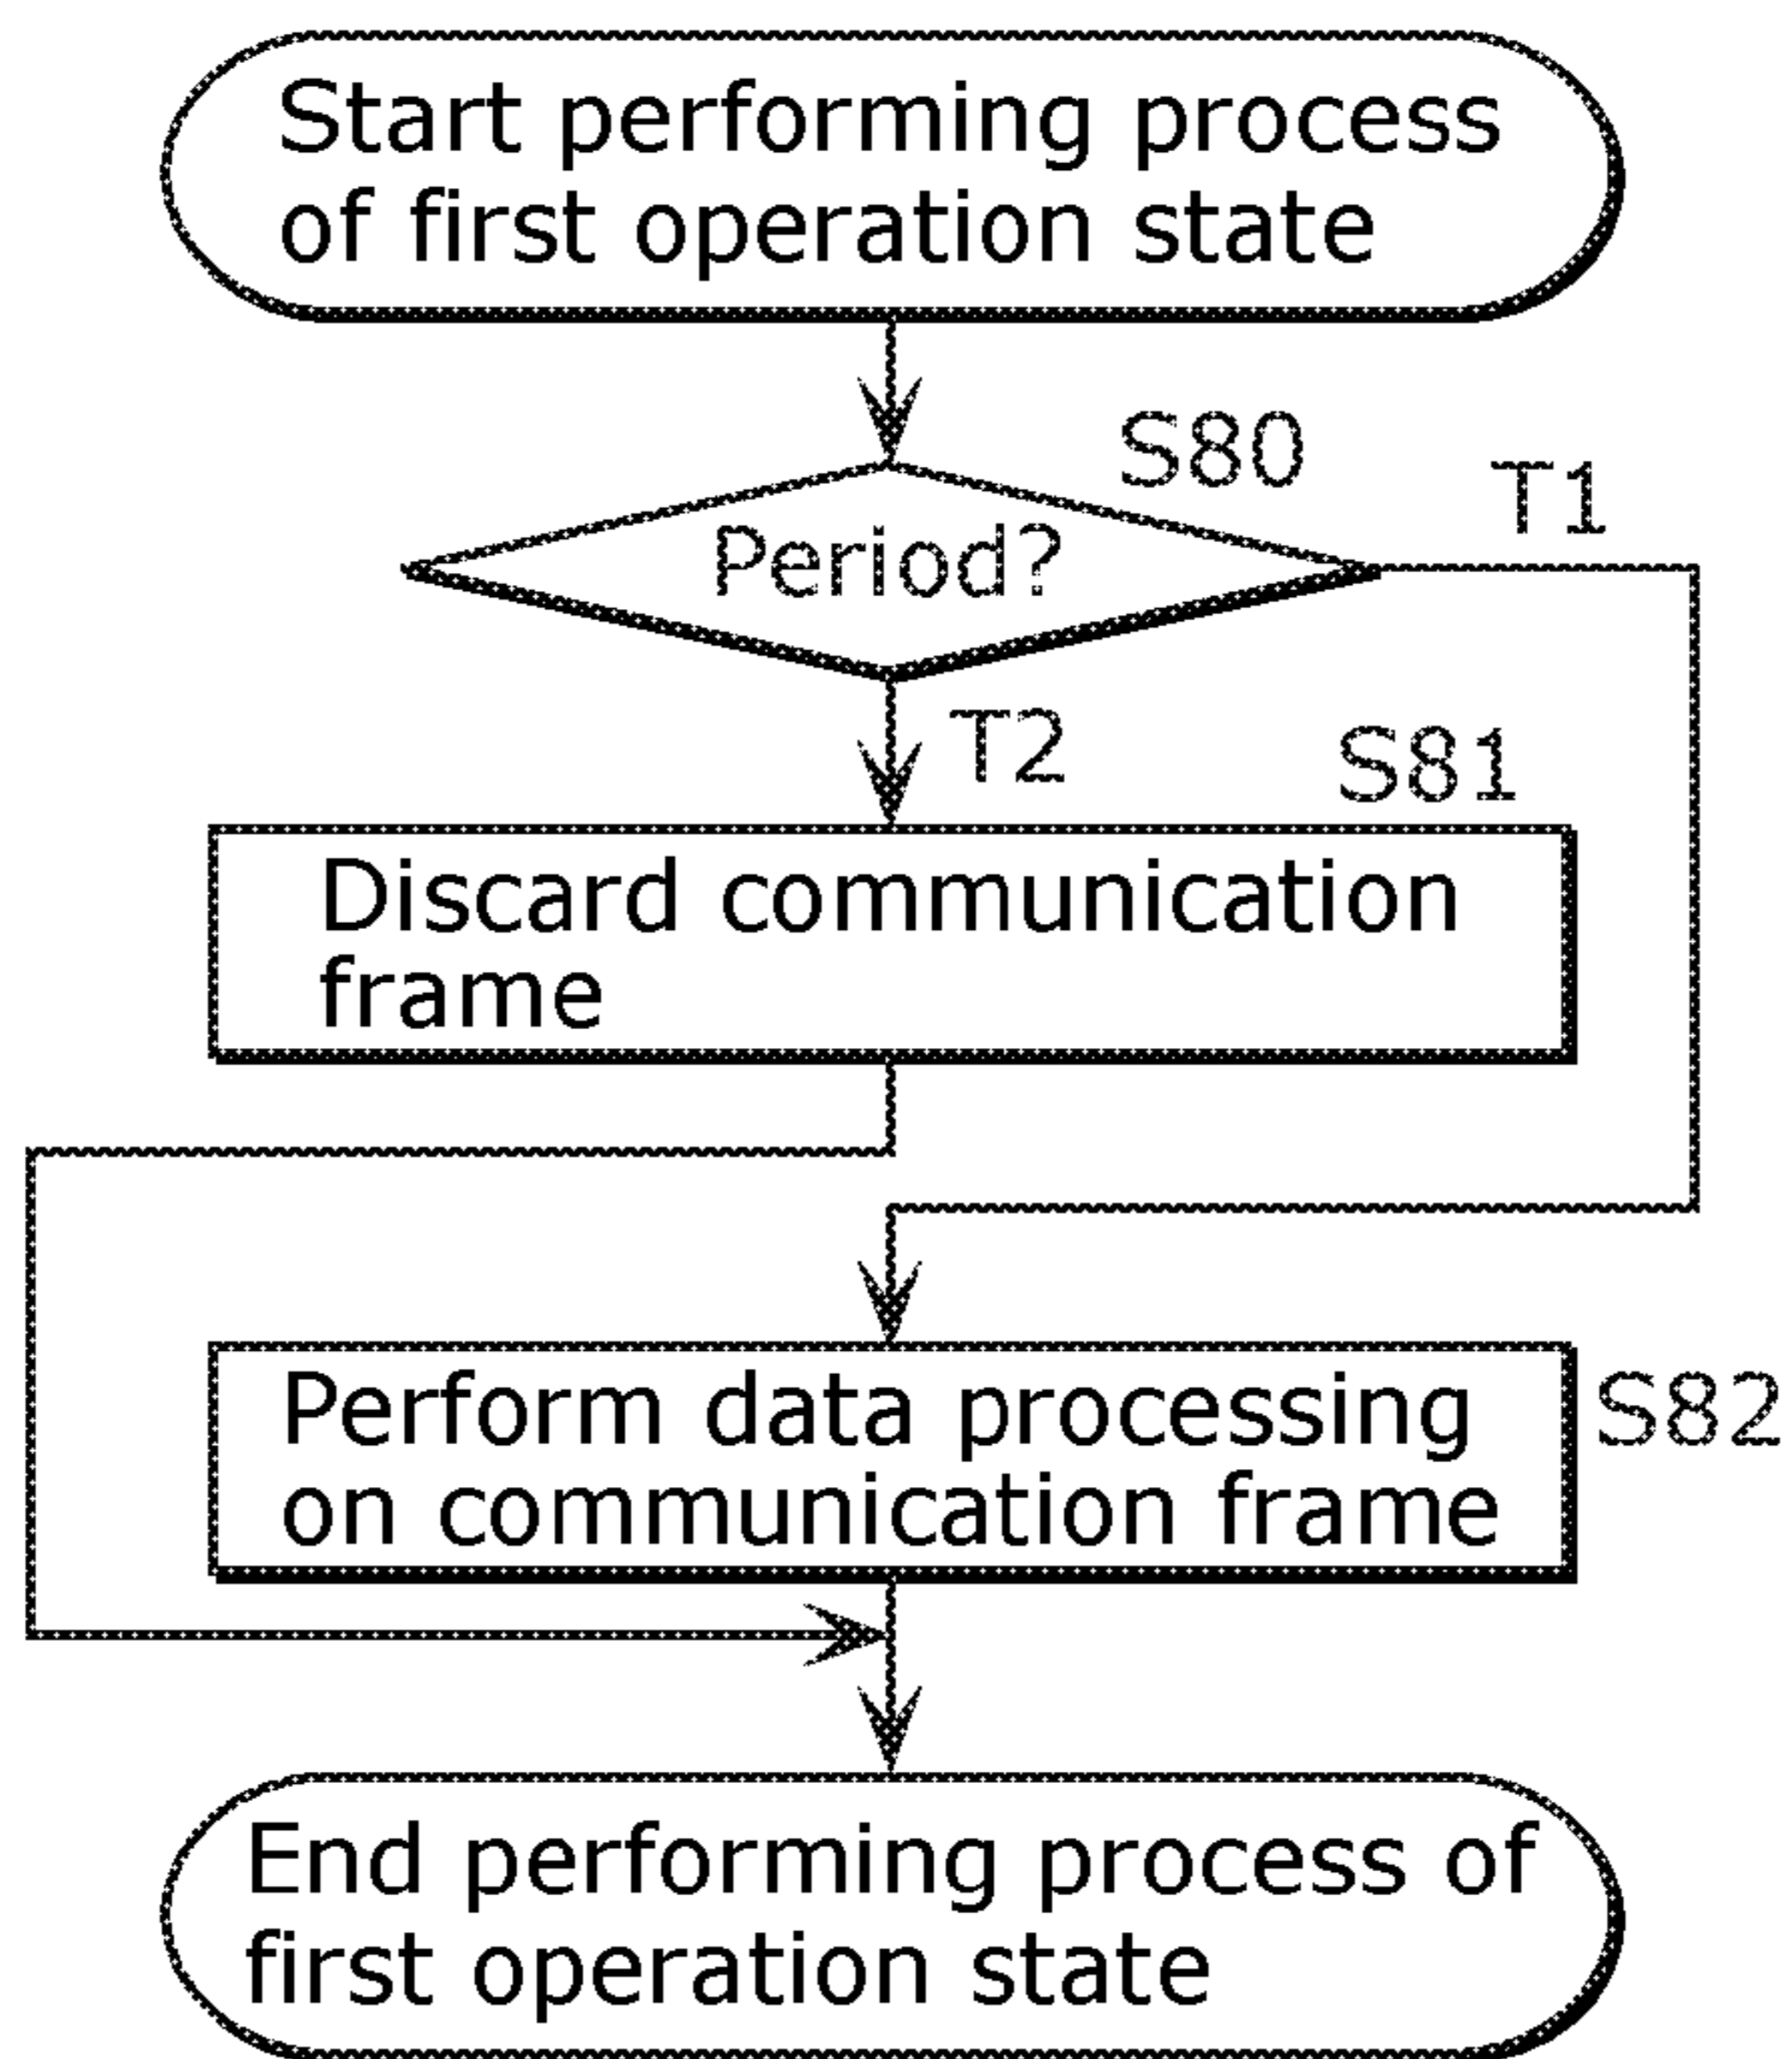 Start performing process
of first operation state
S80
T1
Period?
T2
S81
Discard communication
frame
Perform data processing
on communication frame
S82
End performing process of
first operation state